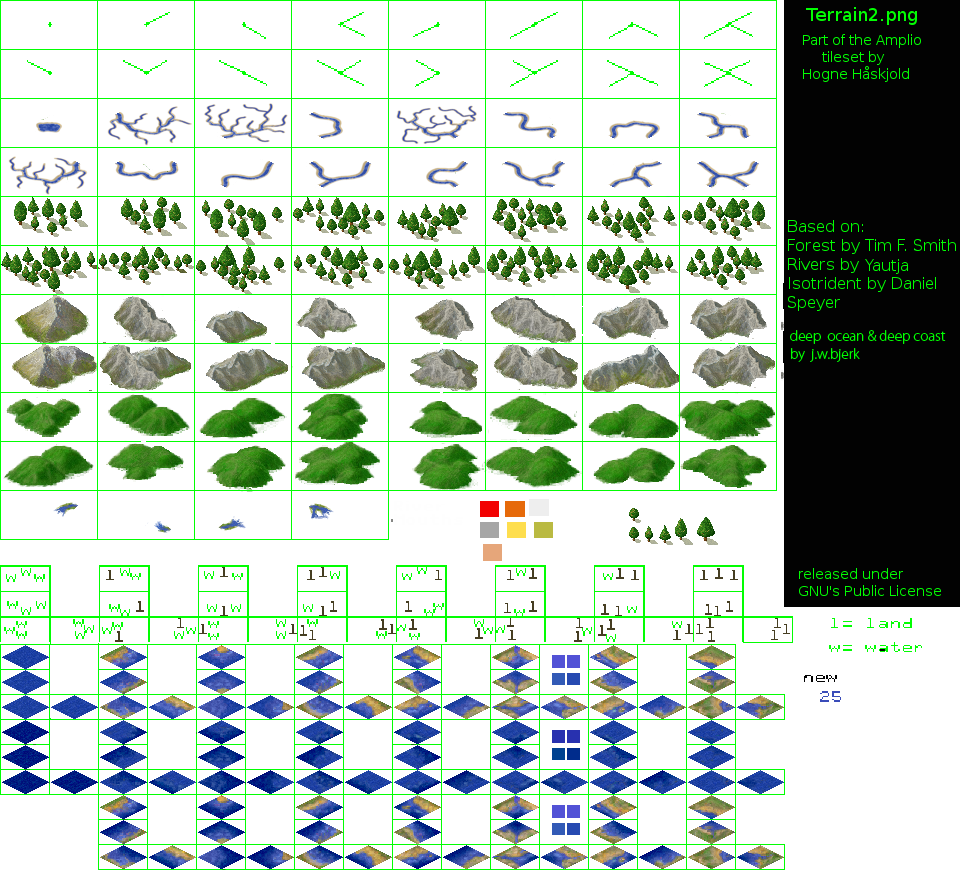 Terrain2.png
Part of the Amplio
tileset by
Hogne Håskjold
Based on:
Forest by Tim F. Smith
Rivers by Yautja
Isotrident by Daniel
Speyer
deep ocean & deep coast
by j.w.bjerk
released under
GNU's Public License
w w w l w w w l w l l w w w l l w l w l l l l l
l= land
w= water
new
25